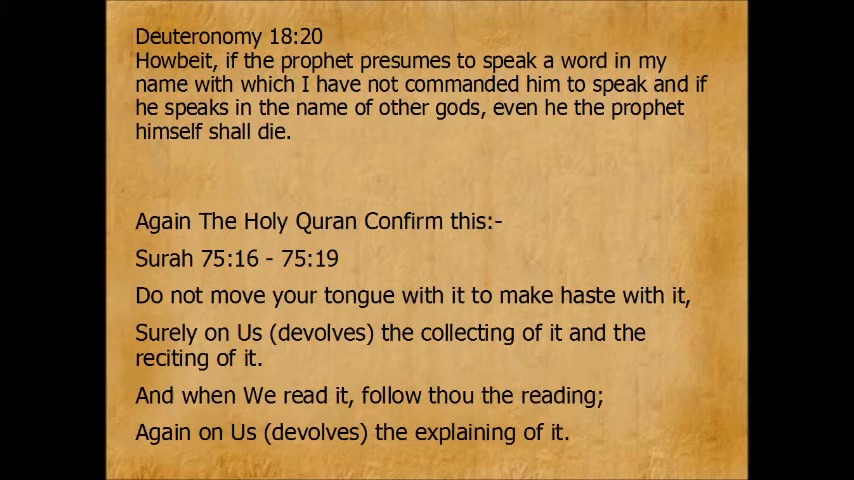 Deuteronomy 18:20
Howbeit, if the prophet presumes to speak a word in my
name with which I have not commanded him to speak and if
he speaks in the name of other gods, even he the prophet
himself shall die.
Again The Holy Quran Confirm this:-
Surah 75:16 - 75:19
Do not move your tongue with it to make haste with it,
Surely on Us (devolves) the collecting of it and the
reciting of it.
And when We read it, follow thou the reading;
Again on Us (devolves) the explaining of it.